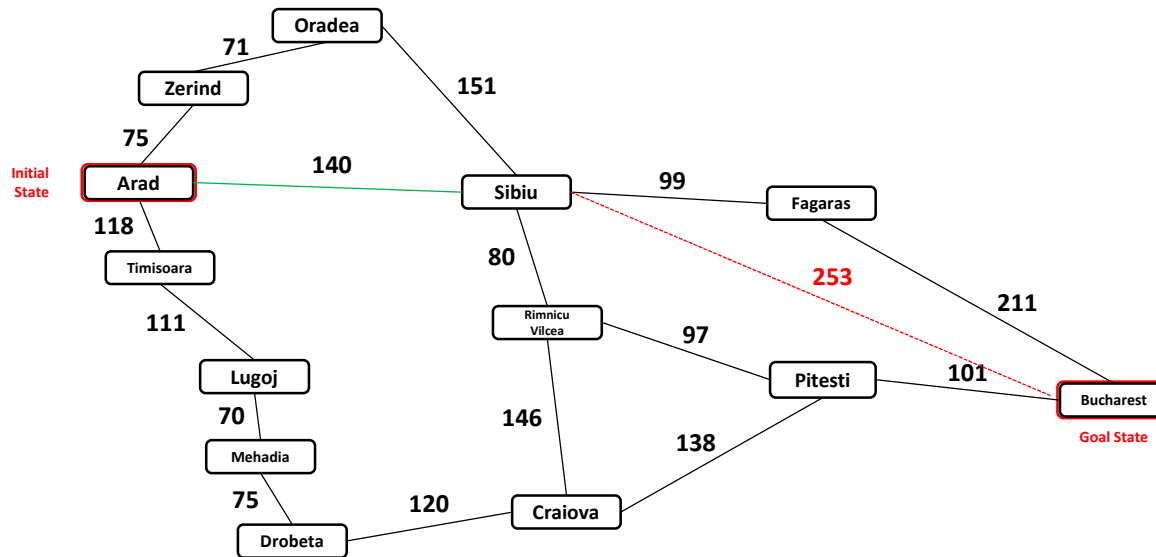 Oradea
71
Zerind
151
75
Initial
State
Arad
140
Sibiu
99
Fagaras
118
Timisoara
80
253
111
Rimnicu
Vilcea
97
211
Lugoj
Pitesti
101
Bucharest
70
146
138
Goal State
Mehadia
75
120
Craiova
Drobeta